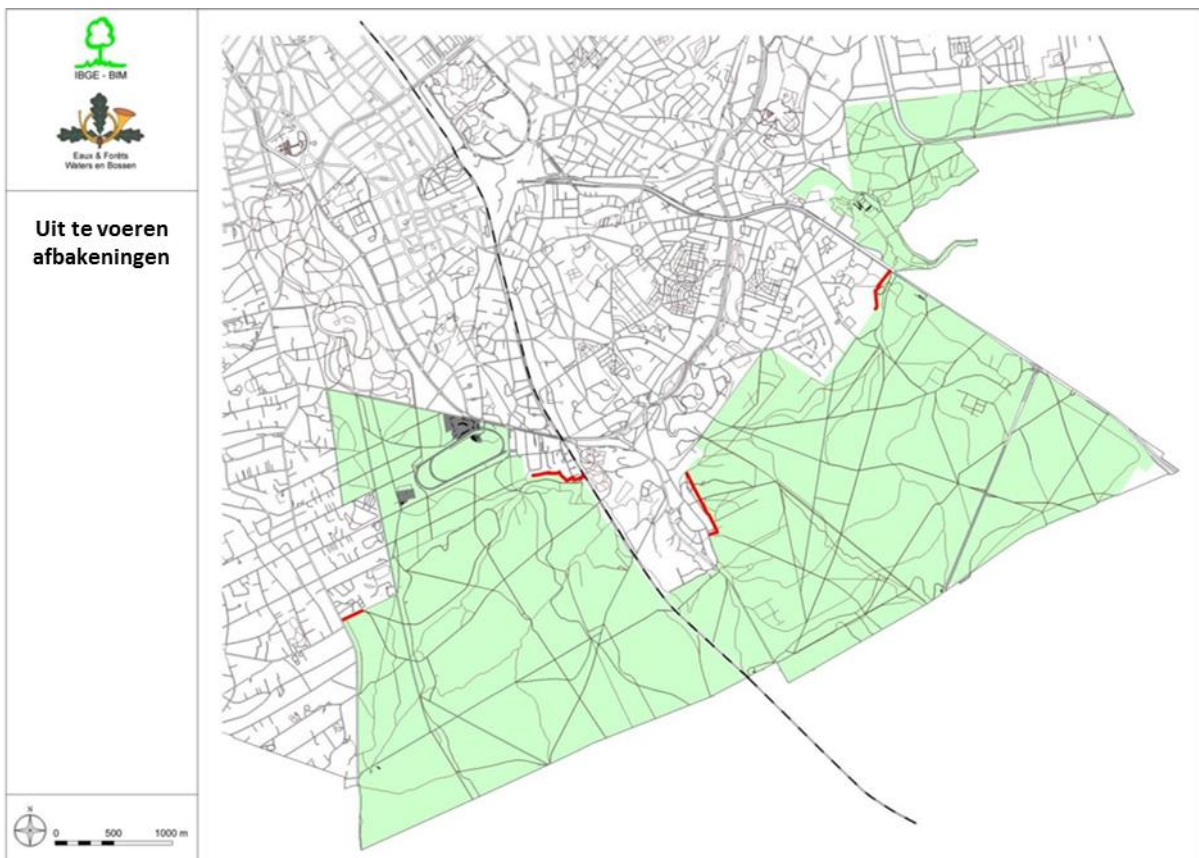 IBGE - BIM
Eaux & Forêts
Waters en Bossen
Uit te voeren
afbakeningen
N
0 500 1000 m